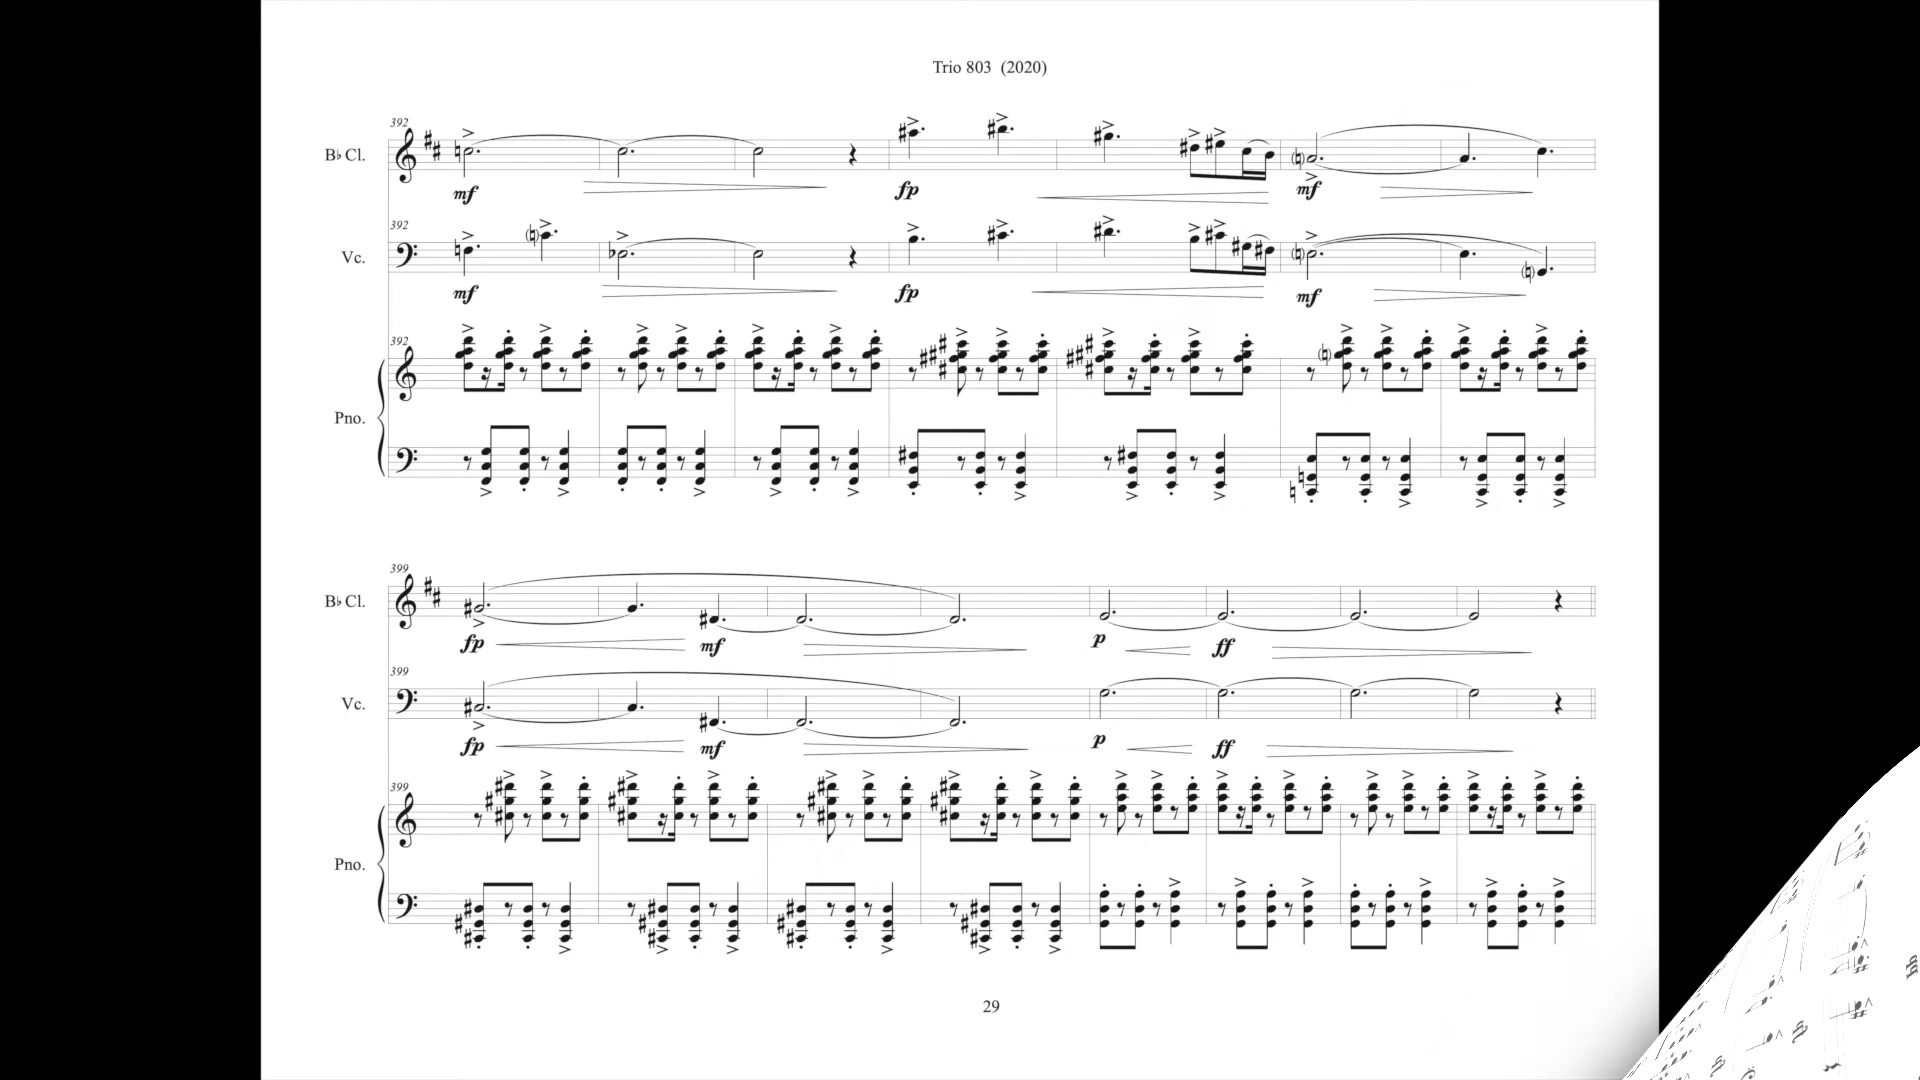 Trio 803 (2020)
392
B♭ Cl.
mf
fp
mf
392
Vc.
mf
fp
mf
392
Pno.
399
B♭ Cl.
fp
mf
p
ff
399
Vc.
fp
mf
p
ff
399
Pno.
29